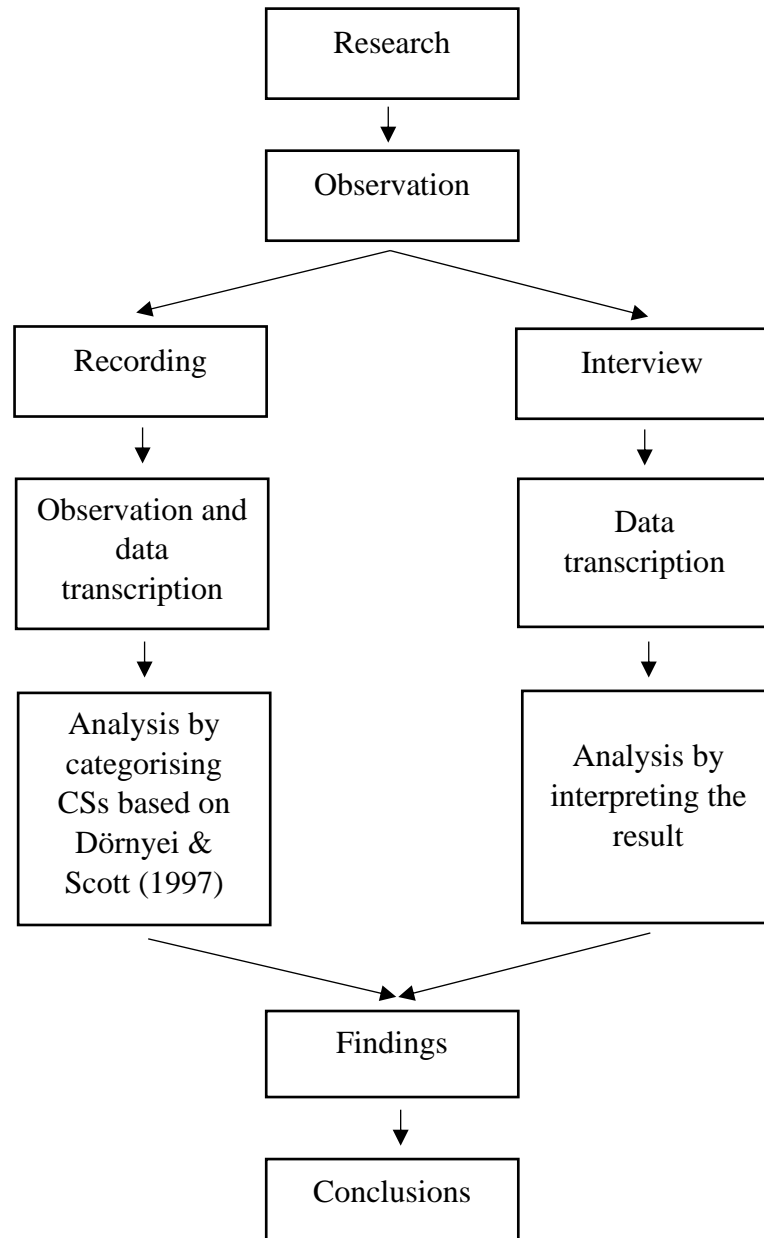 Research
Observation
Recording
Interview
Observation and
data
transcription
Data
transcription
Analysis by
categorising
CSs based on
Dörnyei &
Scott (1997)
Analysis by
interpreting the
result
Findings
Conclusions